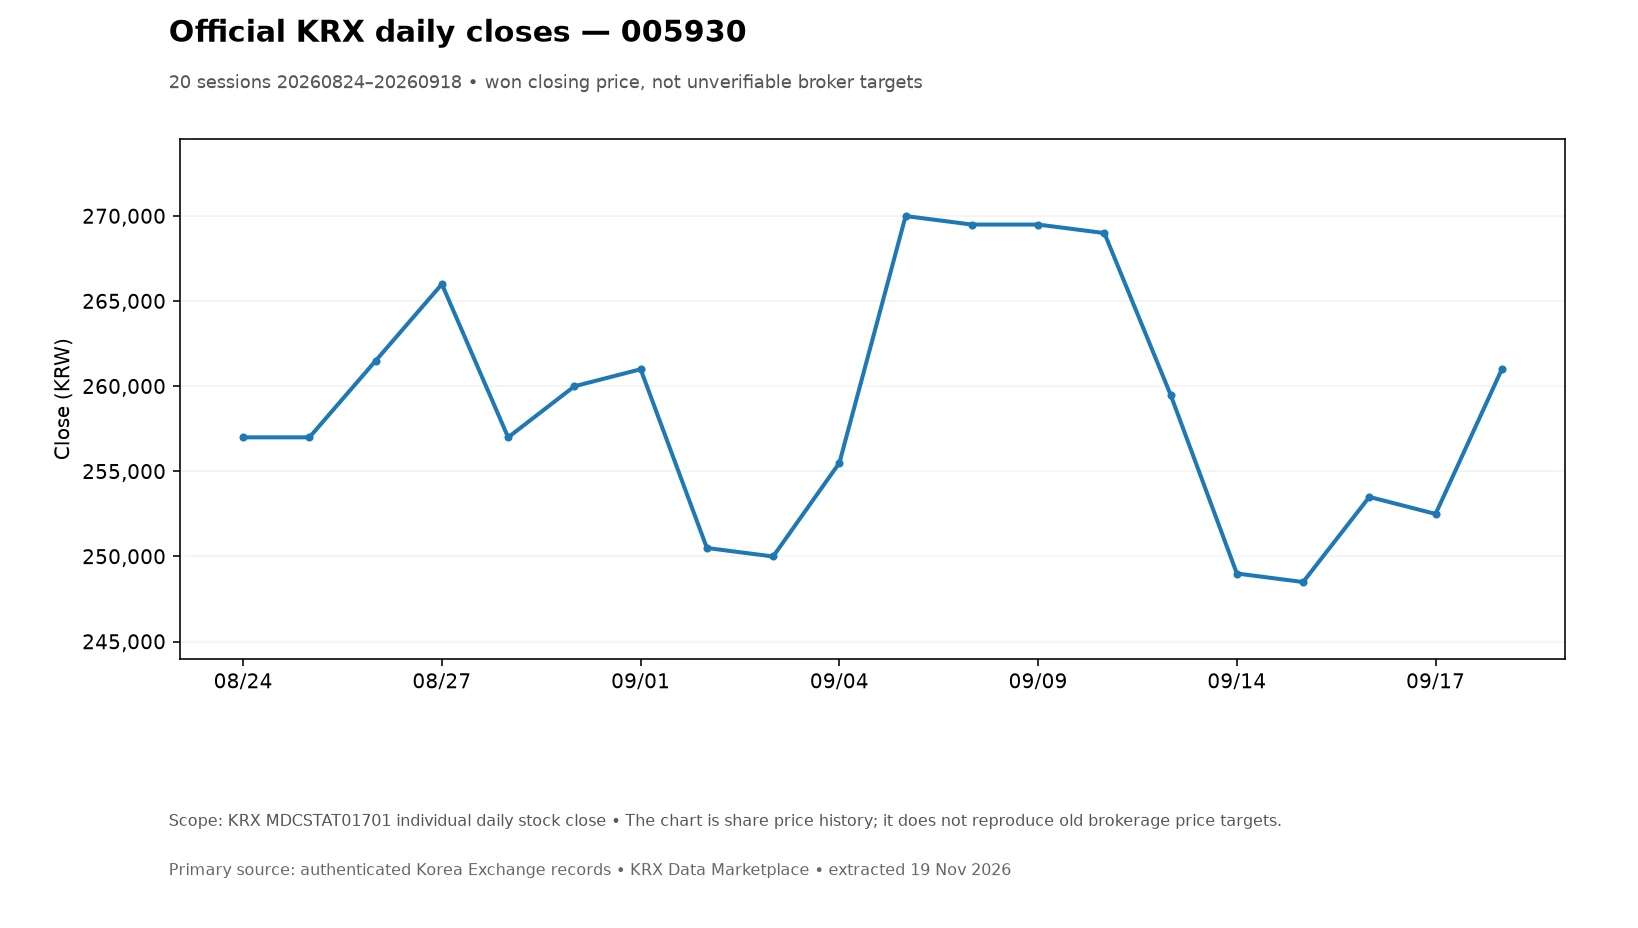 Official KRX daily closes — 005930
20 sessions 20260824–20260918 • won closing price, not unverifiable broker targets
Close (KRW)
270,000
265,000
260,000
255,000
250,000
245,000
08/24 08/27 09/01 09/04 09/09 09/14 09/17
Scope: KRX MDCSTAT01701 individual daily stock close • The chart is share price history; it does not reproduce old brokerage price targets.
Primary source: authenticated Korea Exchange records • KRX Data Marketplace • extracted 19 Nov 2026